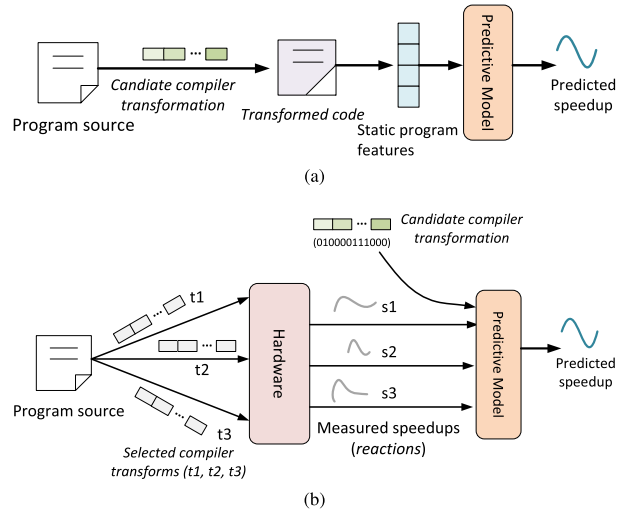 Candiate compiler
transformation
Program source
Transformed code
Static program
features
Predictive Model
Predicted
speedup
(a)
Candidate compiler
transformation
(010000111000)
t1
t2
t3
Program source
Selected compiler
transforms (t1, t2, t3)
Hardware
s1
s2
s3
Measured speedups
(reactions)
Predictive Model
Predicted
speedup
(b)